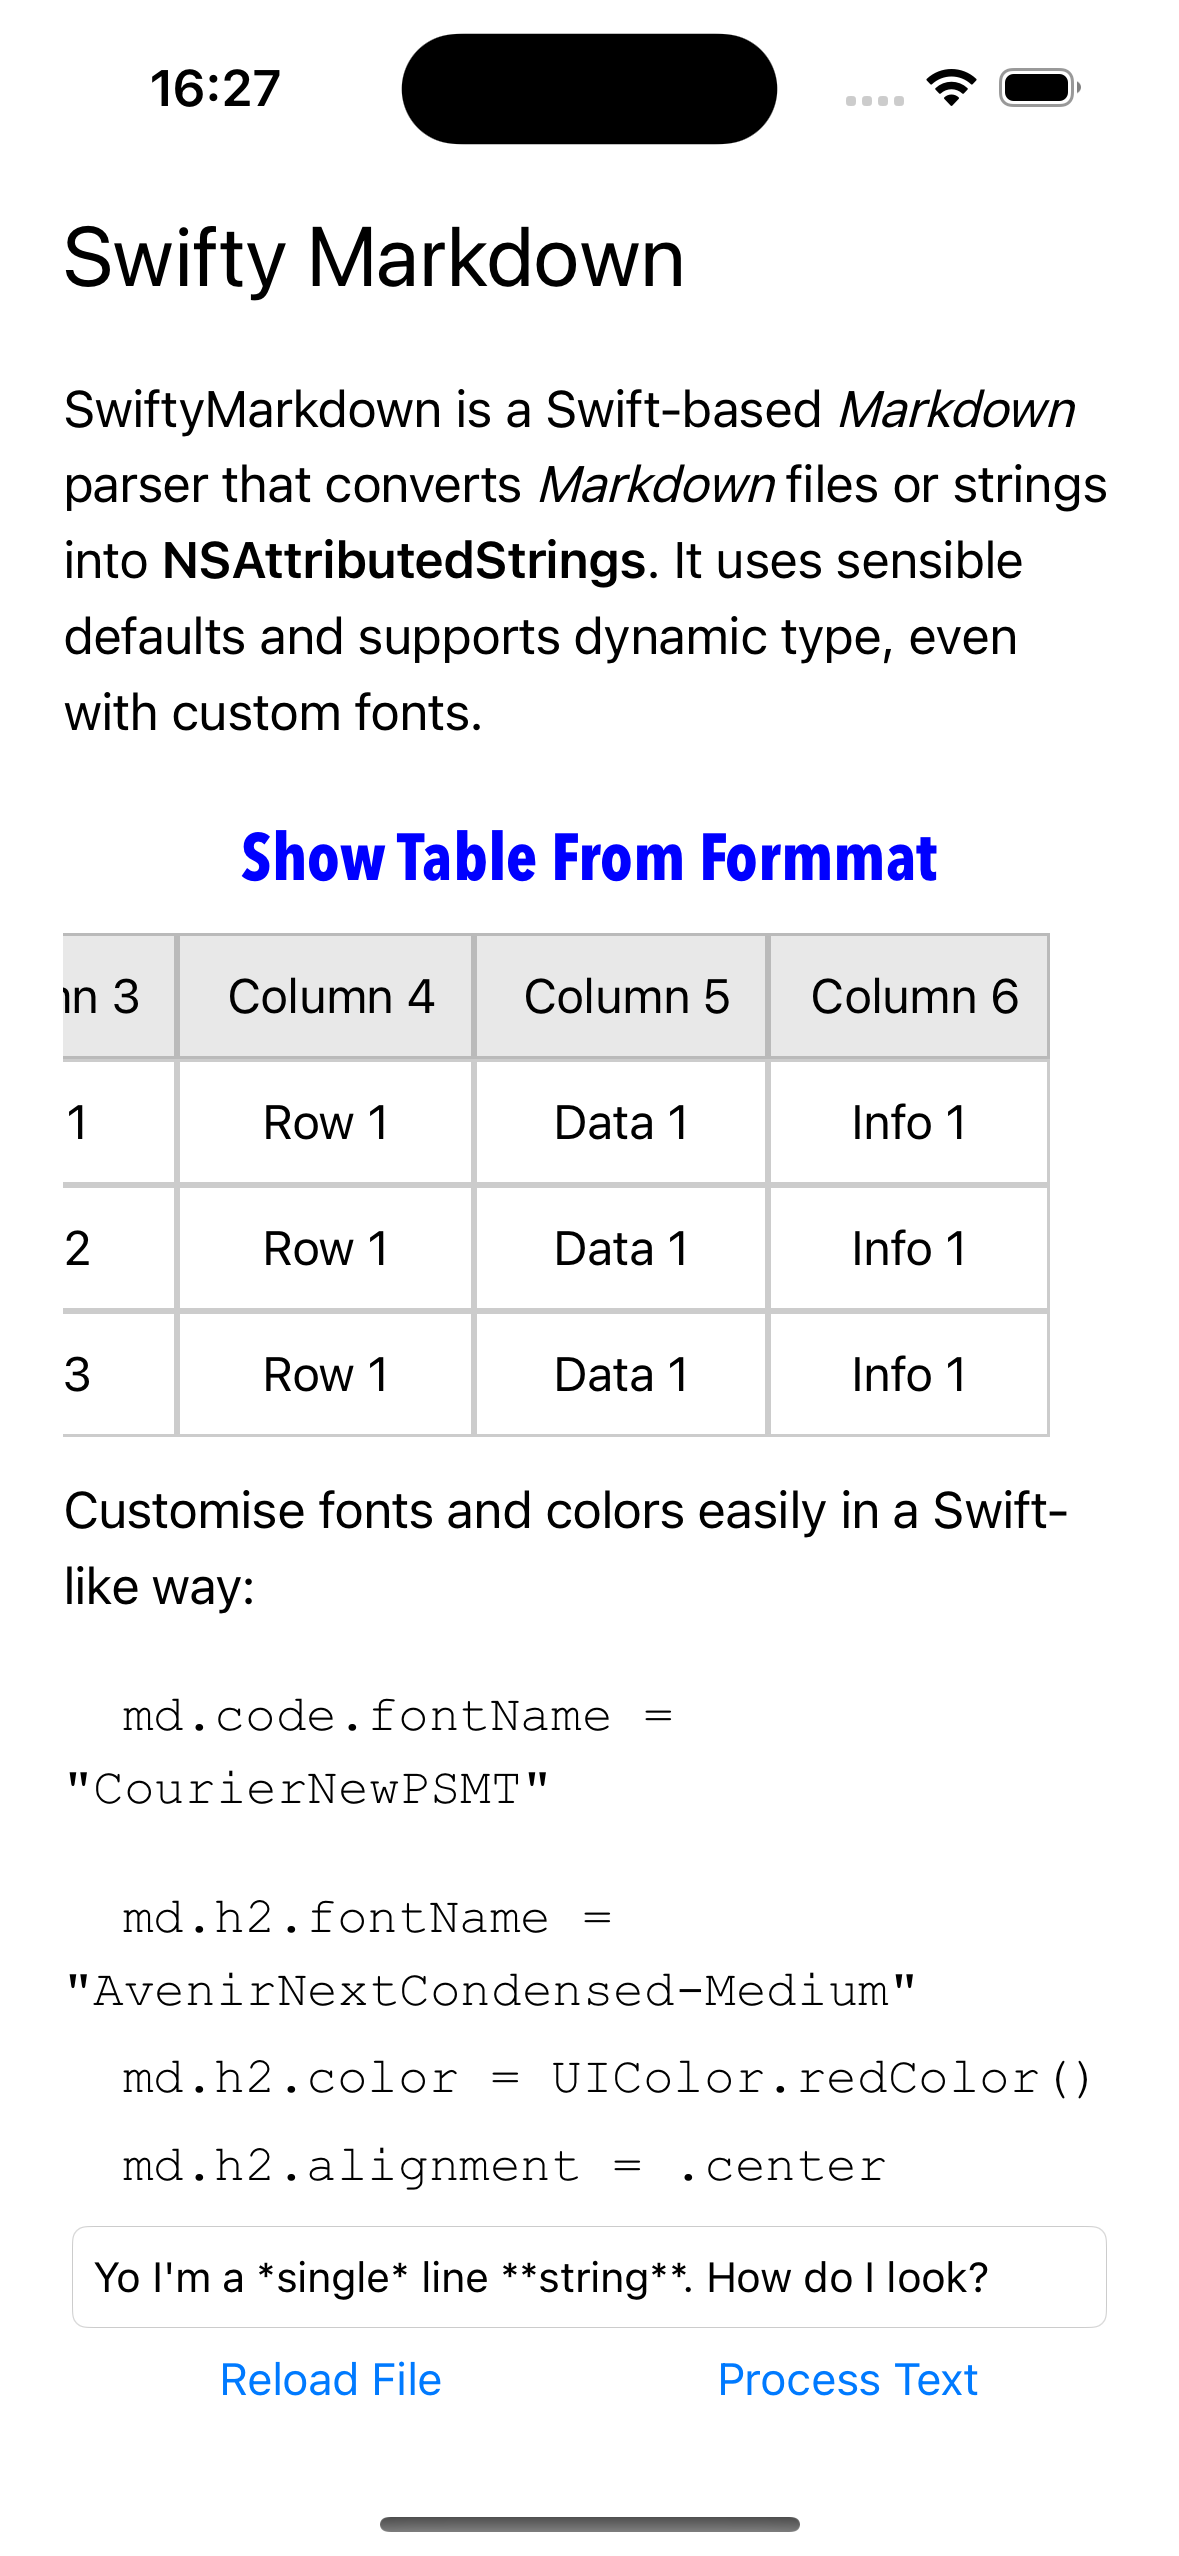 16:27
Swifty Markdown
SwiftyMarkdown is a Swift-based Markdown
parser that converts Markdown files or strings
into NSAttributedStrings. It uses sensible
defaults and supports dynamic type, even
with custom fonts.
Show Table From Formmat
n 3 Column 4 Column 5 Column 6
1 Row 1 Data 1 Info 1
2 Row 1 Data 1 Info 1
3 Row 1 Data 1 Info 1
Customise fonts and colors easily in a Swift-
like way:
md.code.fontName =
"CourierNewPSMT"
md.h2.fontName =
"AvenirNextCondensed-Medium"
md.h2.color = UIColor.redColor()
md.h2.alignment = .center
Yo I'm a *single* line **string**. How do I look?
Reload File Process Text